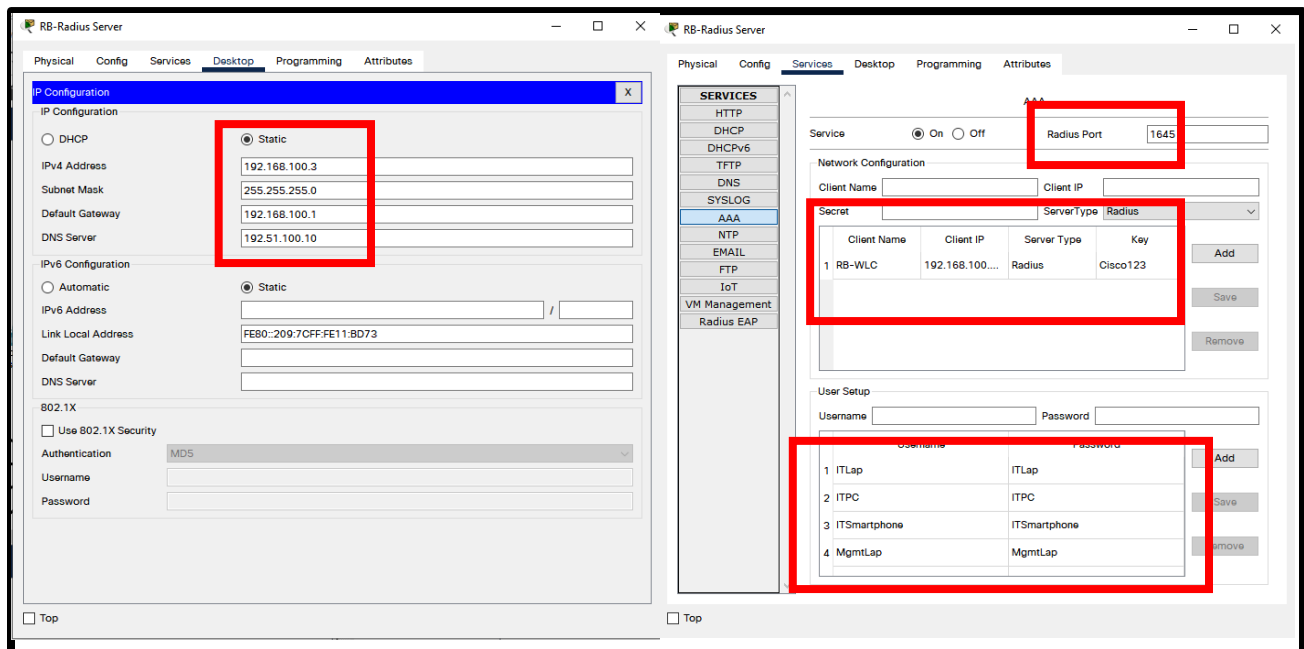 RB-Radius Server
Physical Config Services Desktop Programming Attributes
IP Configuration X
IP Configuration
DHCP Static
IPv4 Address 192.168.100.3
Subnet Mask 255.255.255.0
Default Gateway 192.168.100.1
DNS Server 192.51.100.10
IPv6 Configuration
Automatic Static
IPv6 Address /
Link Local Address FE80::209:7CFF:FE11:BD73
Default Gateway
DNS Server
802.1X
Use 802.1X Security
Authentication MD5
Username
Password
Top
RB-Radius Server
Physical Config Services Desktop Programming Attributes
SERVICES
HTTP
DHCP
DHCPv6
TFTP
DNS
SYSLOG
AAA
NTP
EMAIL
FTP
IoT
VM Management
Radius EAP
AAA
Service On Off Radius Port 1645
Network Configuration
Client Name Client IP
Secret ServerType Radius
Client Name Client IP Server Type Key
1 RB-WLC 192.168.100.... Radius Cisco123
Add
Save
Remove
User Setup
Username Password
Username Password
1 ITLap ITLap
2 ITPC ITPC
3 ITSmartphone ITSmartphone
4 MgmtLap MgmtLap
Add
Save
Remove
Top